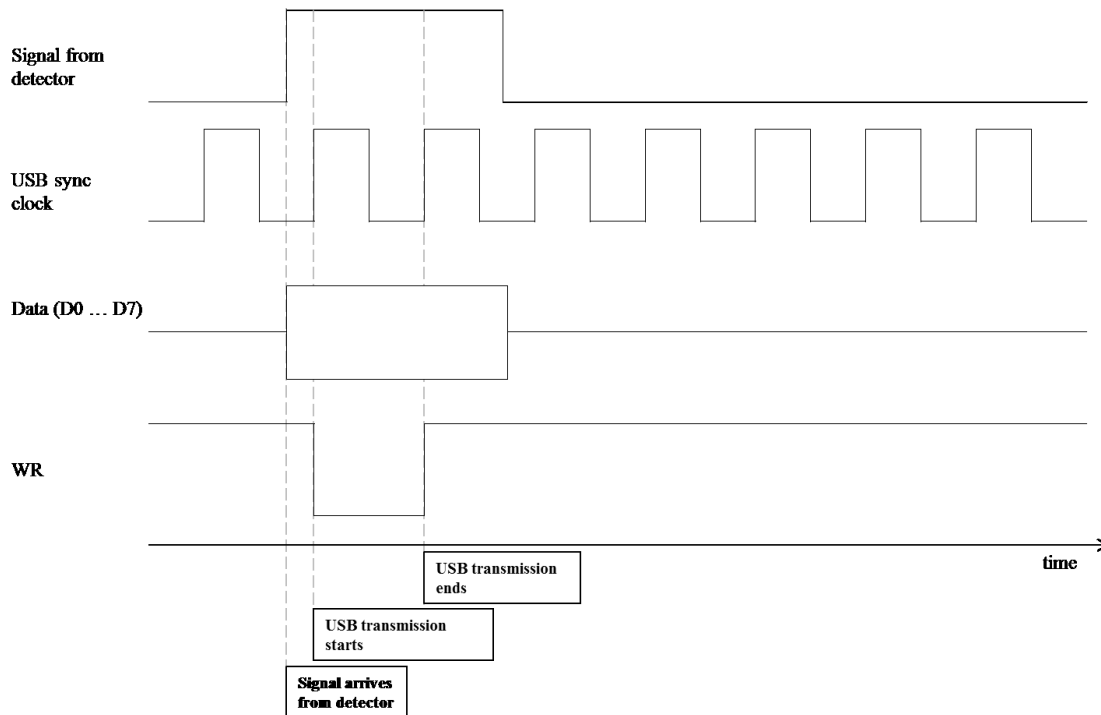 Signal from
detector
USB sync
clock
Data (D0 … D7)
WR
time
USB transmission
ends
USB transmission
starts
Signal arrives
from detector